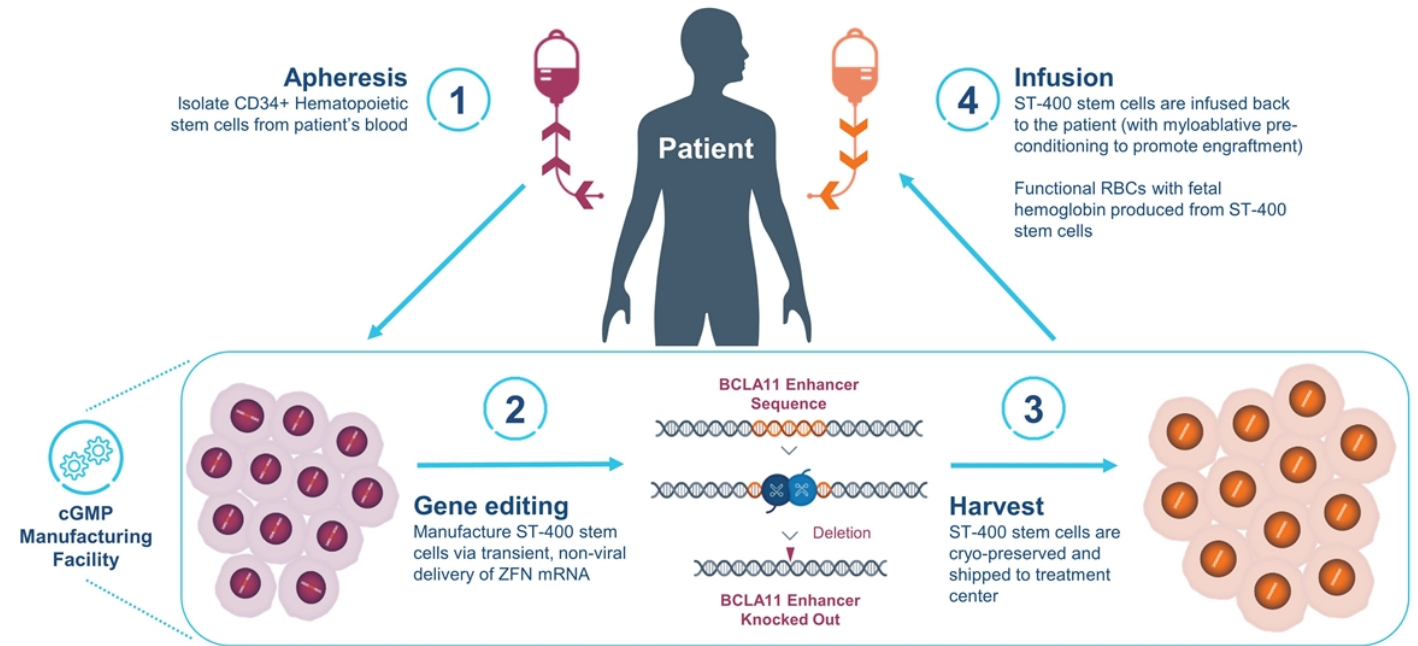 Apheresis
Isolate CD34+ Hematopoietic
stem cells from patient's blood
1
Patient
4
Infusion
ST-400 stem cells are infused back
to the patient (with myloablative pre-
conditioning to promote engraftment)
Functional RBCs with fetal
hemoglobin produced from ST-400
stem cells
cGMP
Manufacturing
Facility
2
Gene editing
Manufacture ST-400 stem
cells via transient, non-viral
delivery of ZFN mRNA
BCLA11 Enhancer
Sequence
Deletion
BCLA11 Enhancer
Knocked Out
3
Harvest
ST-400 stem cells are
cryo-preserved and
shipped to treatment
center